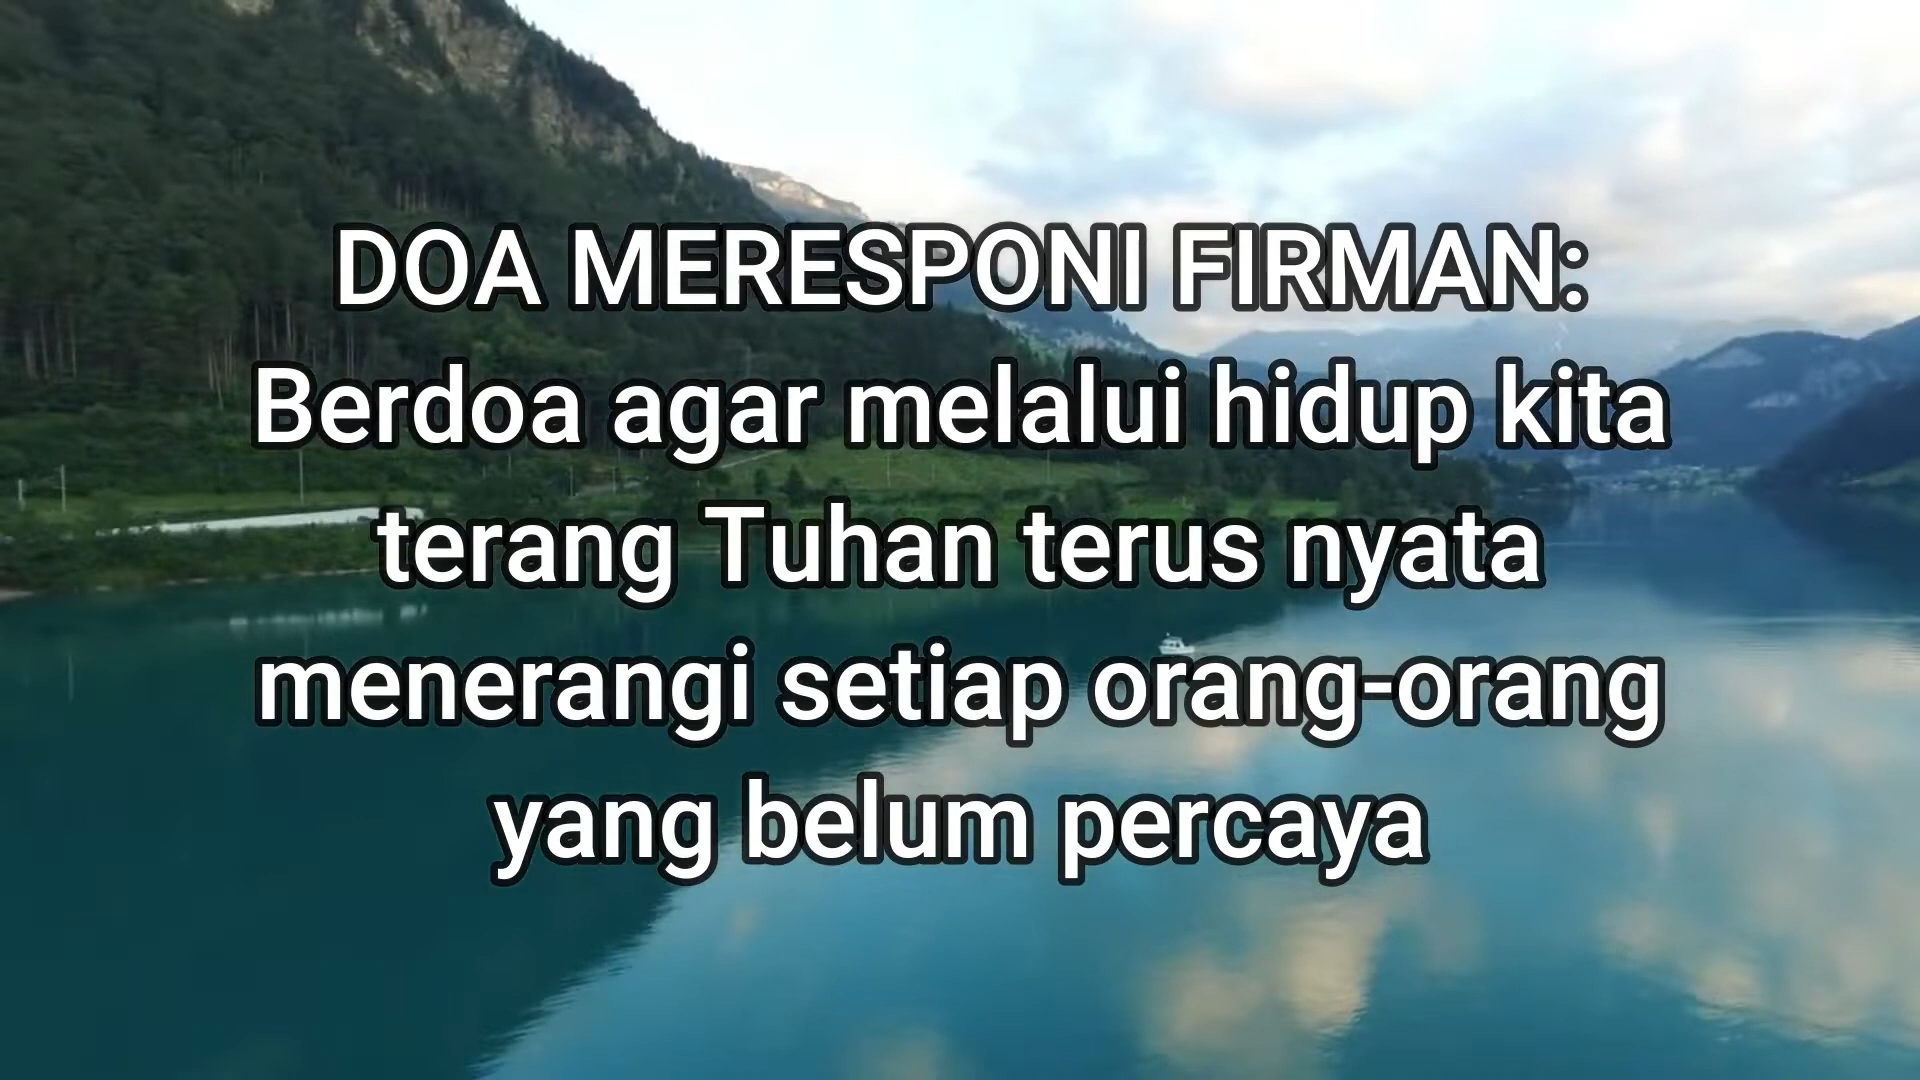 DOA MERESPONI FIRMAN:
Berdoa agar melalui hidup kita
terang Tuhan terus nyata
menerangi setiap orang-orang
yang belum percaya